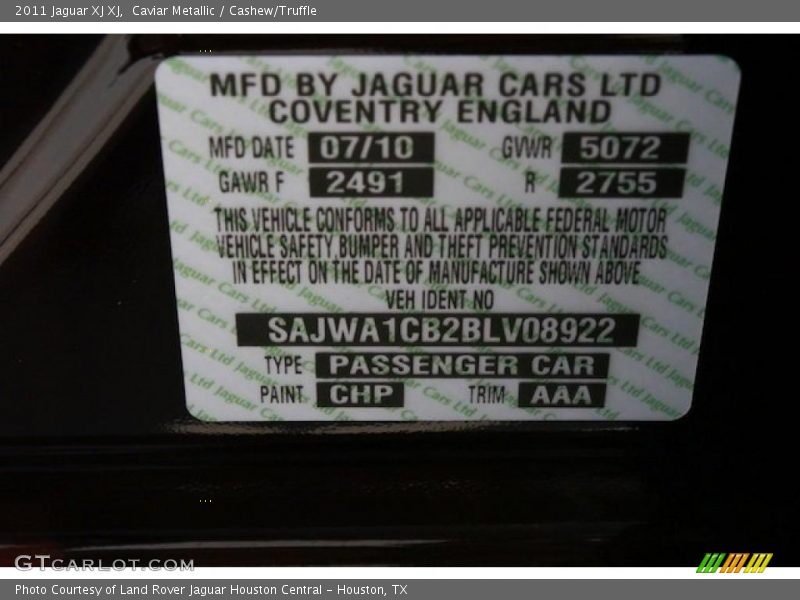 2011 Jaguar XJ XJ, Caviar Metallic / Cashew/Truffle
MFD BY JAGUAR CARS LTD
COVENTRY ENGLAND
MFD DATE 07/10 GVWR 5072
GAWR F 2491 R 2755
THIS VEHICLE CONFORMS TO ALL APPLICABLE FEDERAL MOTOR
VEHICLE SAFETY, BUMPER AND THEFT PREVENTION STANDARDS
IN EFFECT ON THE DATE OF MANUFACTURE SHOWN ABOVE
VEH IDENT NO
SAJWA1CB2BLV08922
TYPE PASSENGER CAR
PAINT CHP TRIM AAA
GTCARLOT.COM
Photo Courtesy of Land Rover Jaguar Houston Central – Houston, TX